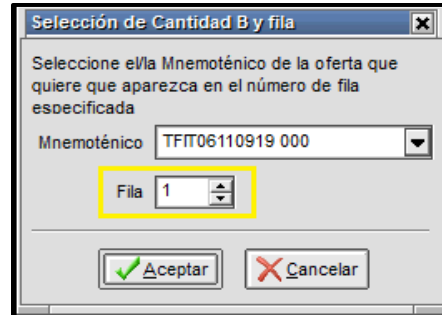 Selección de Cantidad B y fila
Seleccione el/la Mnemoténico de la oferta que
quiere que aparezca en el número de fila
especificada
Mnemoténico TFIT06110919 000
Fila 1
Aceptar Cancelar